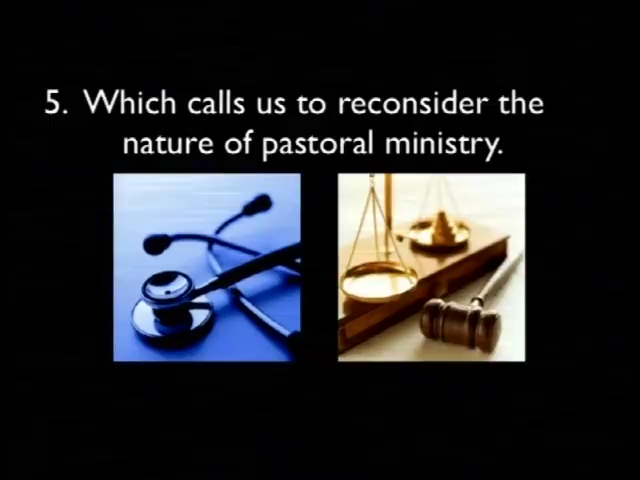 5. Which calls us to reconsider the
nature of pastoral ministry.